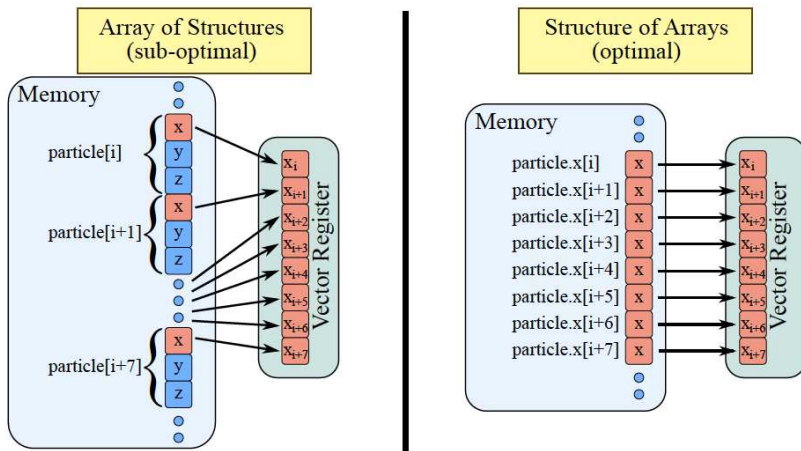 Array of Structures
(sub-optimal)
Memory
particle[i]
x
y
z
particle[i+1]
x
y
z
particle[i+7]
x
y
z
xi
xi+1
xi+2
xi+3
xi+4
xi+5
xi+6
xi+7
Vector Register
Structure of Arrays
(optimal)
Memory
particle.x[i] x
particle.x[i+1] x
particle.x[i+2] x
particle.x[i+3] x
particle.x[i+4] x
particle.x[i+5] x
particle.x[i+6] x
particle.x[i+7] x
xi
xi+1
xi+2
xi+3
xi+4
xi+5
xi+6
xi+7
Vector Register